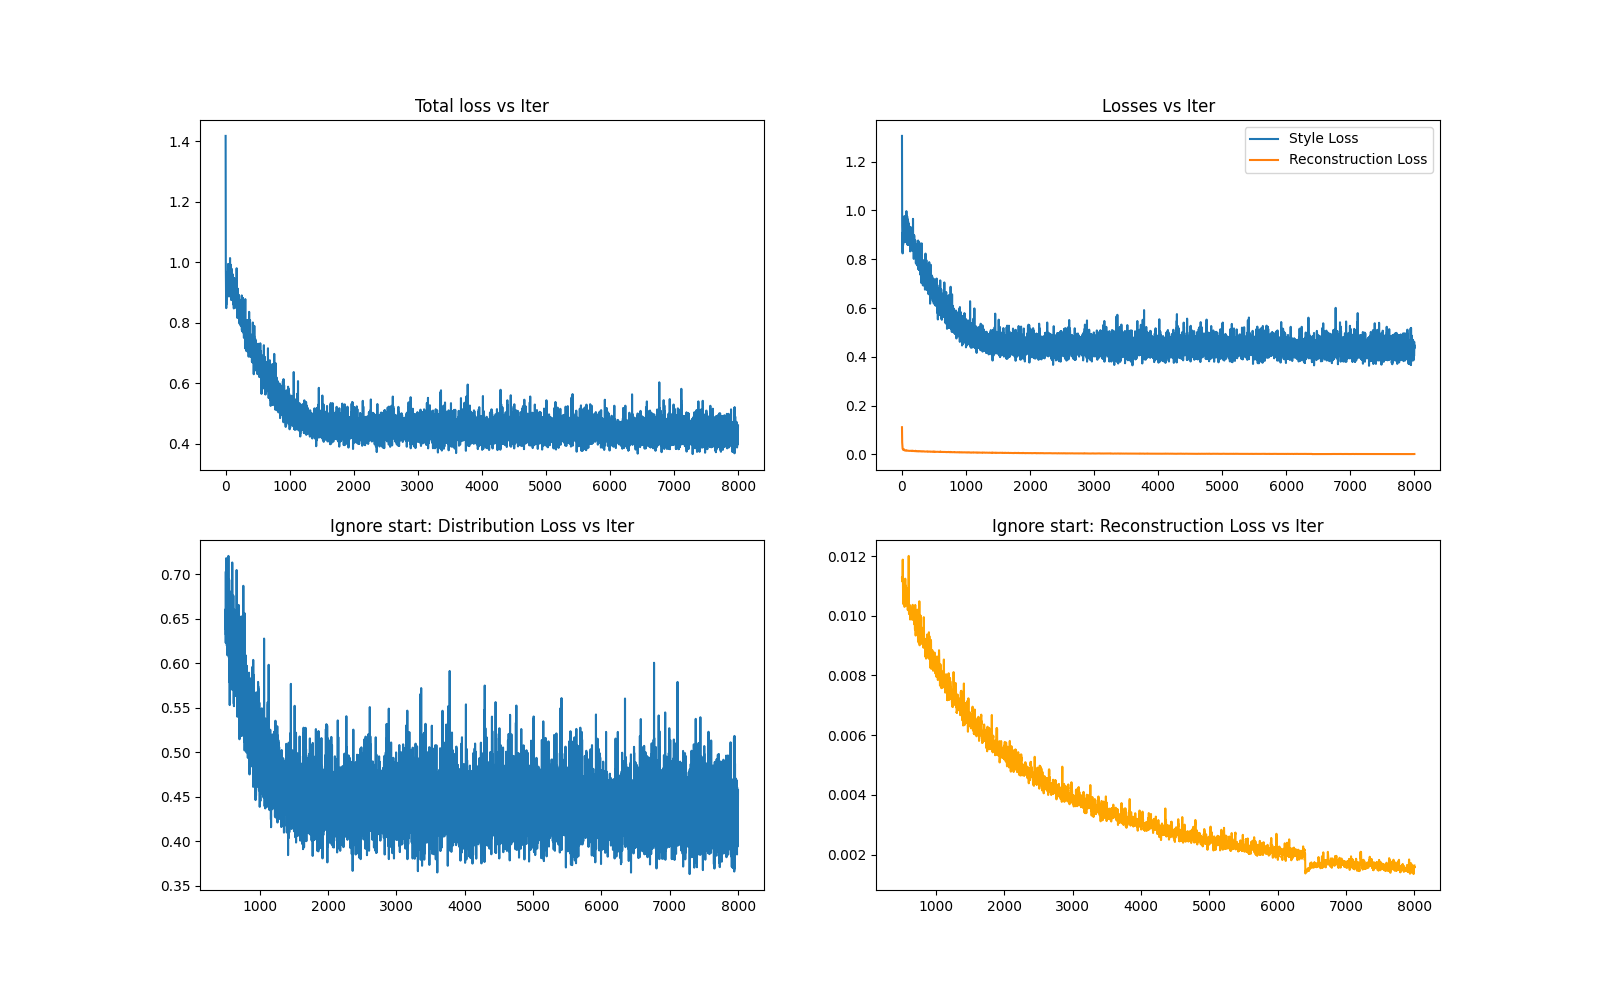 Total loss vs Iter
1.4
1.2
1.0
0.8
0.6
0.4
0 1000 2000 3000 4000 5000 6000 7000 8000
Losses vs Iter
Style Loss
Reconstruction Loss
1.2
1.0
0.8
0.6
0.4
0.2
0.0
0 1000 2000 3000 4000 5000 6000 7000 8000
Ignore start: Distribution Loss vs Iter
0.70
0.65
0.60
0.55
0.50
0.45
0.40
0.35
1000 2000 3000 4000 5000 6000 7000 8000
Ignore start: Reconstruction Loss vs Iter
0.012
0.010
0.008
0.006
0.004
0.002
1000 2000 3000 4000 5000 6000 7000 8000